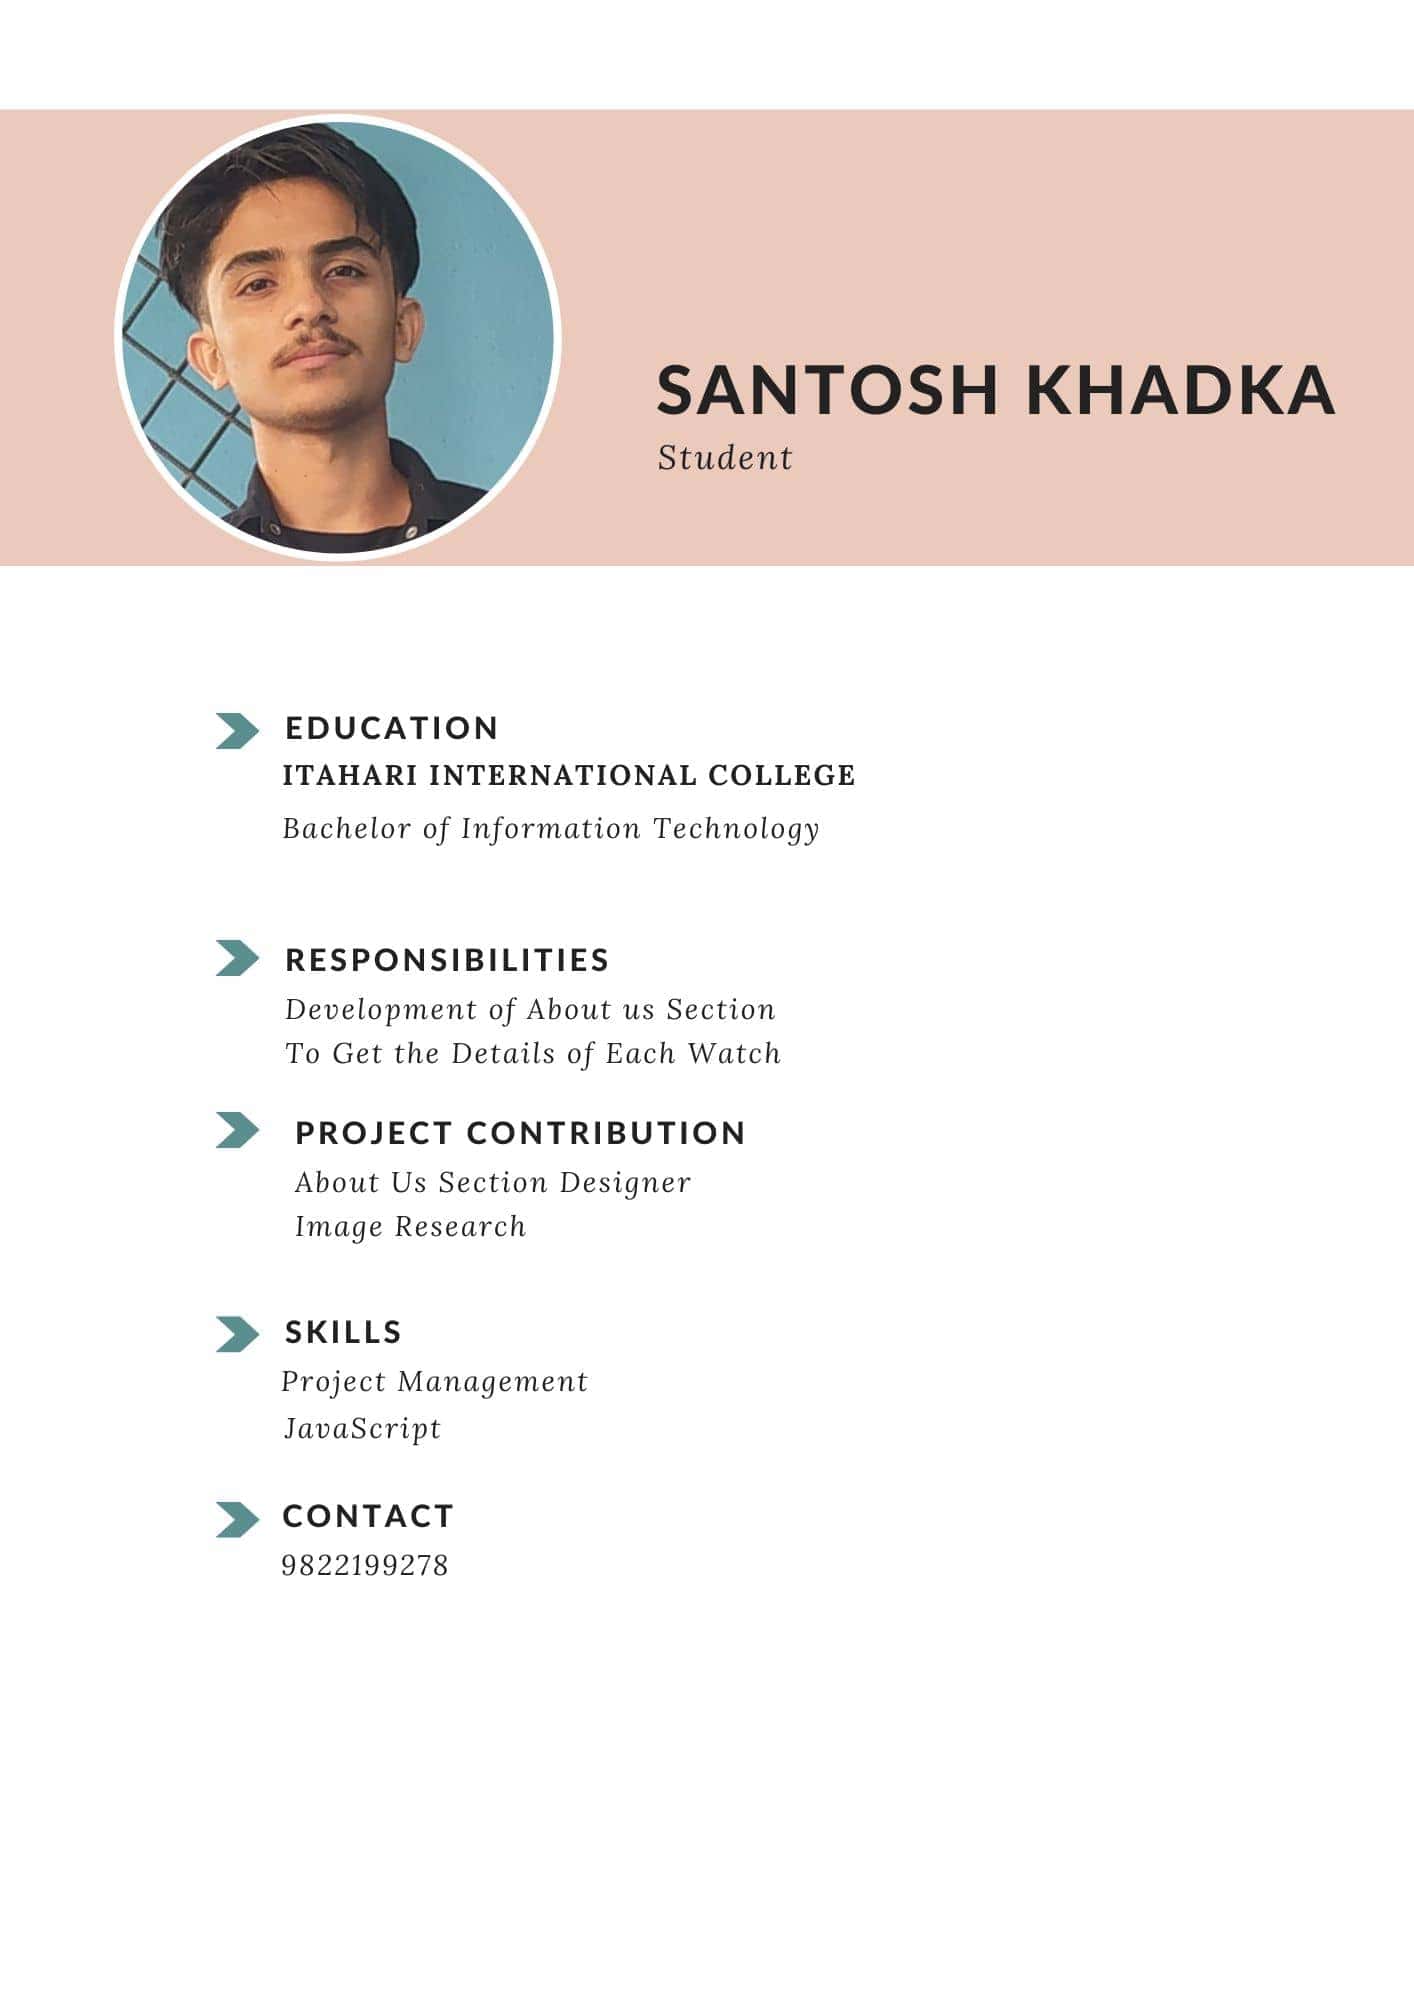 SANTOSH KHADKA
Student
EDUCATION
ITAHARI INTERNATIONAL COLLEGE
Bachelor of Information Technology
RESPONSIBILITIES
Development of About us Section
To Get the Details of Each Watch
PROJECT CONTRIBUTION
About Us Section Designer
Image Research
SKILLS
Project Management
JavaScript
CONTACT
9822199278